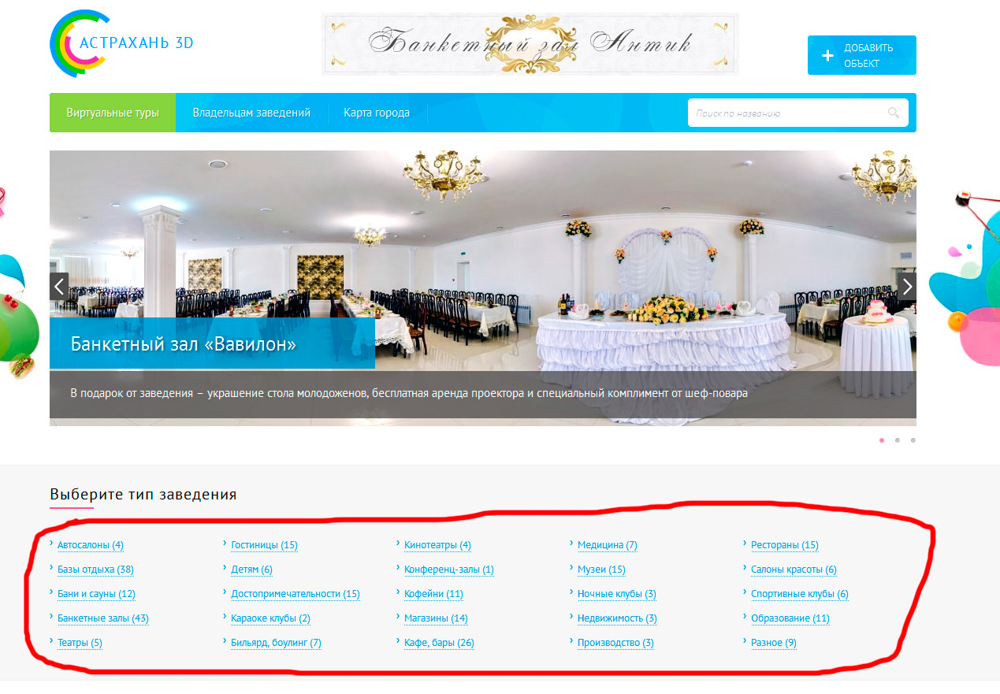 АСТРАХАНЬ 3D
Банкетный зал Антик
ДОБАВИТЬ
ОБЪЕКТ
Виртуальные туры
Владельцам заведений
Карта города
Поиск по названию
Банкетный зал «Вавилон»
В подарок от заведения – украшение стола молодоженов, бесплатная аренда проектора и специальный комплимент от шеф-повара
Выберите тип заведения
Автосалоны (4)
Базы отдыха (38)
Бани и сауны (12)
Банкетные залы (43)
Театры (5)
Гостиницы (15)
Детям (6)
Достопримечательности (15)
Караоке клубы (2)
Бильярд, боулинг (7)
Кинотеатры (4)
Конференц-залы (1)
Кофейни (11)
Магазины (14)
Кафе, бары (26)
Медицина (7)
Музеи (15)
Ночные клубы (3)
Недвижимость (3)
Производство (3)
Рестораны (15)
Салоны красоты (6)
Спортивные клубы (6)
Образование (11)
Разное (9)